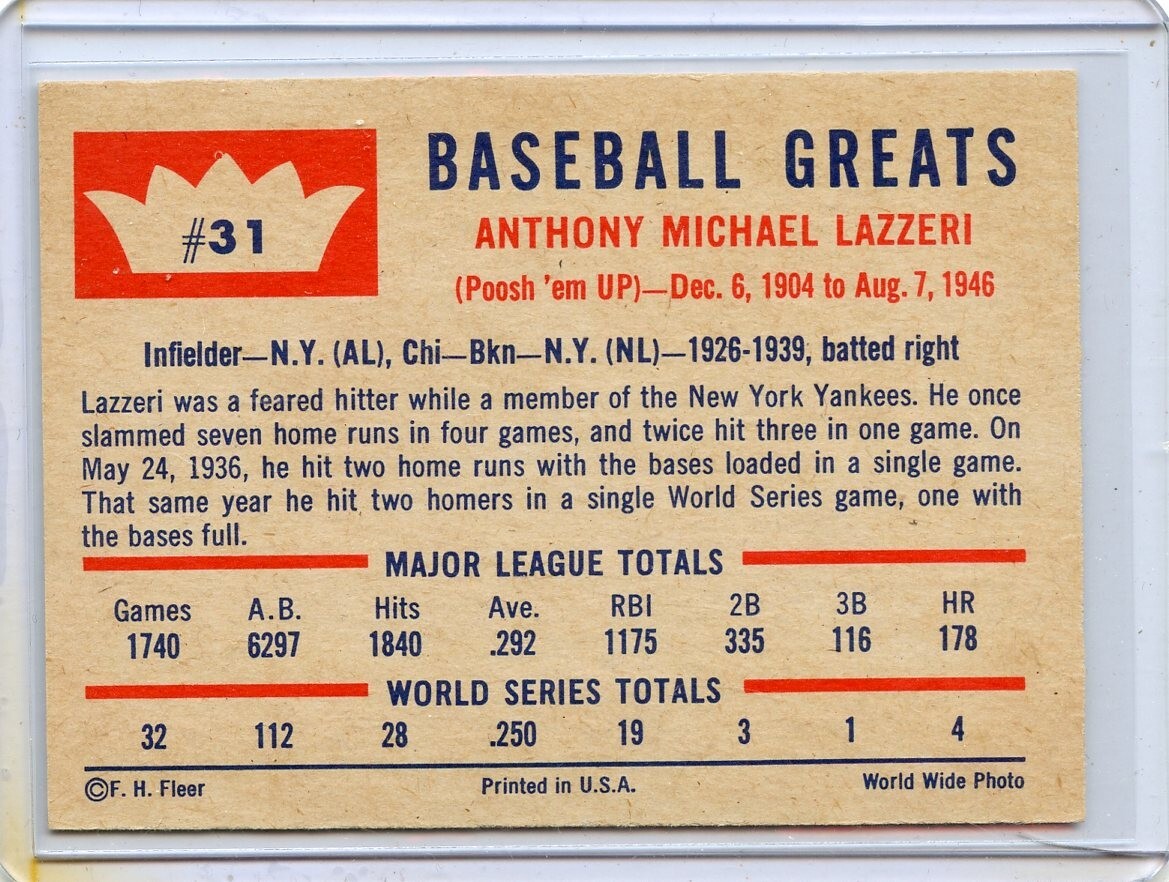 #31
BASEBALL GREATS
ANTHONY MICHAEL LAZZERI
(Poosh 'em UP)—Dec. 6, 1904 to Aug. 7, 1946
Infielder—N.Y. (AL), Chi—Bkn—N.Y. (NL)—1926-1939, batted right
Lazzeri was a feared hitter while a member of the New York Yankees. He once
slammed seven home runs in four games, and twice hit three in one game. On
May 24, 1936, he hit two home runs with the bases loaded in a single game.
That same year he hit two homers in a single World Series game, one with
the bases full.
MAJOR LEAGUE TOTALS
Games A.B. Hits Ave. RBI 2B 3B HR
1740 6297 1840 .292 1175 335 116 178
WORLD SERIES TOTALS
32 112 28 .250 19 3 1 4
©F. H. Fleer Printed in U.S.A. World Wide Photo